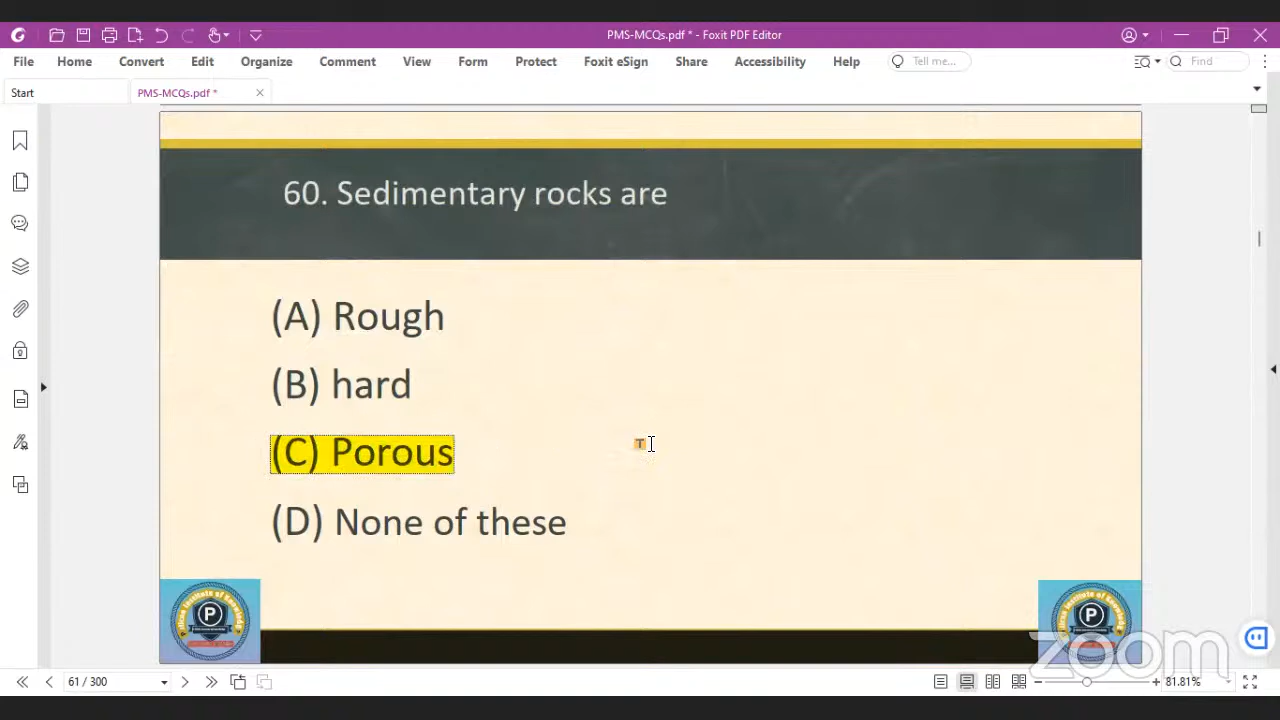 PMS-MCQs.pdf * - Foxit PDF Editor
File Home Convert Edit Organize Comment View Form Protect Foxit eSign Share Accessibility Help Tell me... Find
Start PMS-MCQs.pdf *
60. Sedimentary rocks are
(A) Rough
(B) hard
(C) Porous
T
(D) None of these
P
P
zoom
61 / 300
81.81%